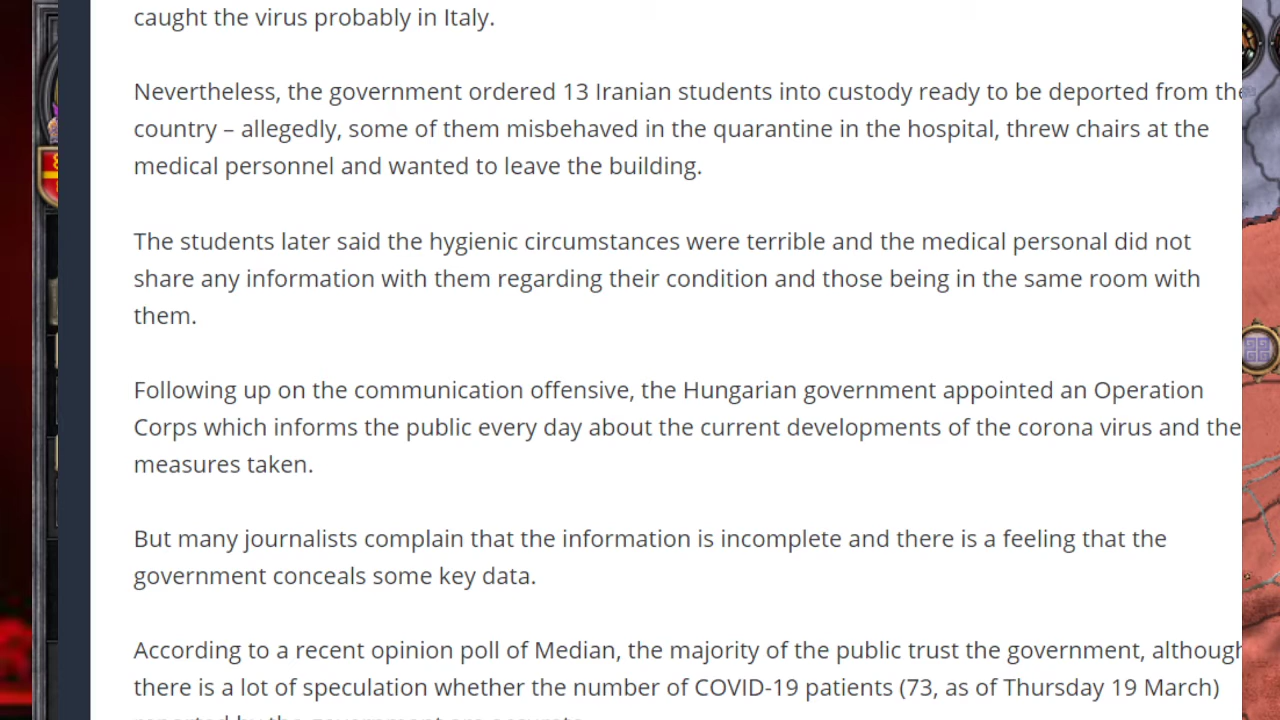 caught the virus probably in Italy.
Nevertheless, the government ordered 13 Iranian students into custody ready to be deported from the
country – allegedly, some of them misbehaved in the quarantine in the hospital, threw chairs at the
medical personnel and wanted to leave the building.
The students later said the hygienic circumstances were terrible and the medical personal did not
share any information with them regarding their condition and those being in the same room with
them.
Following up on the communication offensive, the Hungarian government appointed an Operation
Corps which informs the public every day about the current developments of the corona virus and the
measures taken.
But many journalists complain that the information is incomplete and there is a feeling that the
government conceals some key data.
According to a recent opinion poll of Median, the majority of the public trust the government, although
there is a lot of speculation whether the number of COVID-19 patients (73, as of Thursday 19 March)